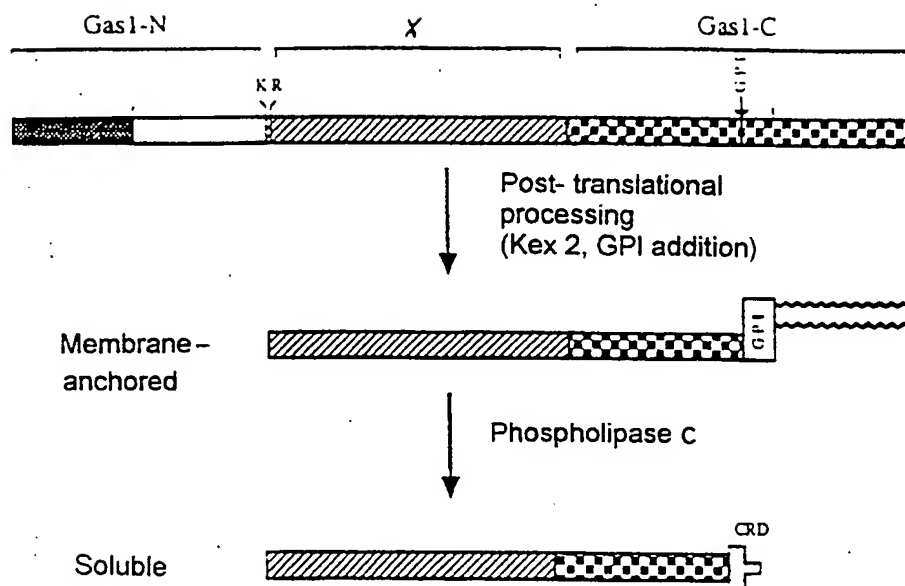 Gas1-N X Gas1-C
KR
GPI
Post- translational
processing
(Kex 2, GPI addition)
Membrane-
anchored
GPI
Phospholipase C
Soluble
CRD